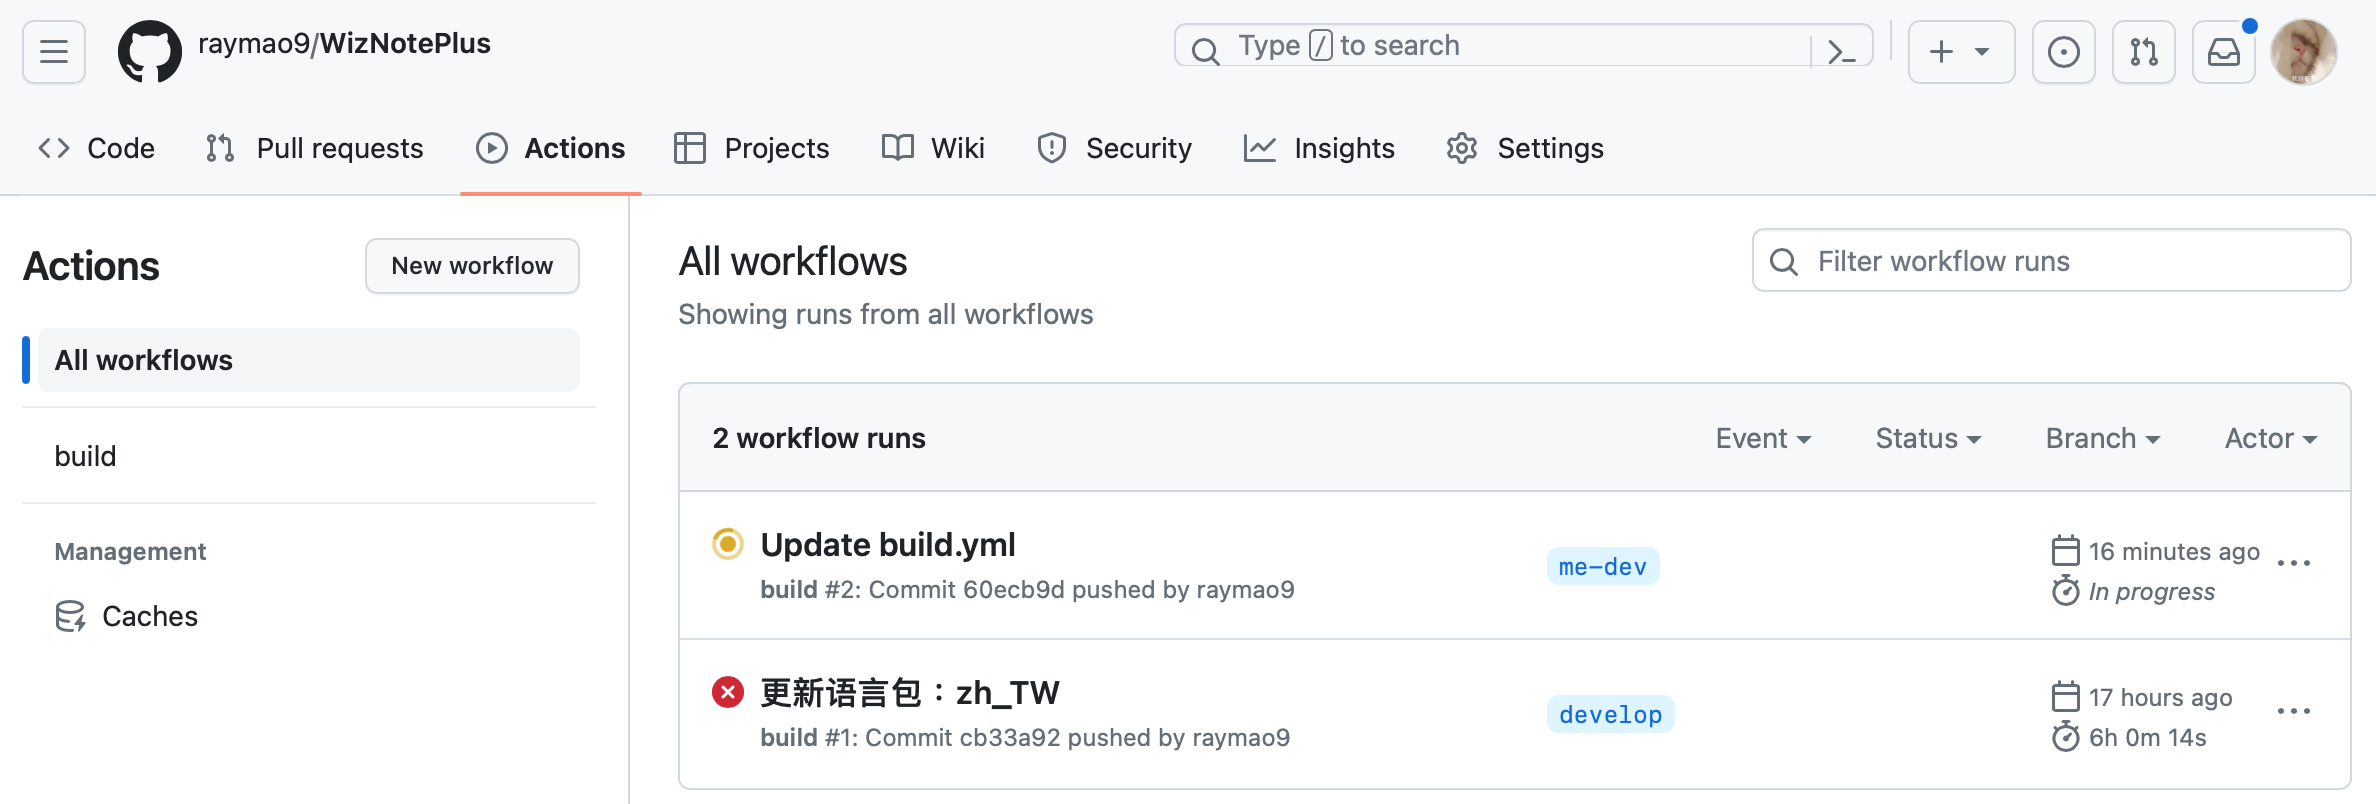 raymao9/WizNotePlus
Type / to search
Code
Pull requests
Actions
Projects
Wiki
Security
Insights
Settings
Actions
New workflow
All workflows
build
Management
Caches
All workflows
Showing runs from all workflows
Filter workflow runs
2 workflow runs
Event
Status
Branch
Actor
Update build.yml
build #2: Commit 60ecb9d pushed by raymao9
me-dev
16 minutes ago
In progress
更新语言包：zh_TW
build #1: Commit cb33a92 pushed by raymao9
develop
17 hours ago
6h 0m 14s